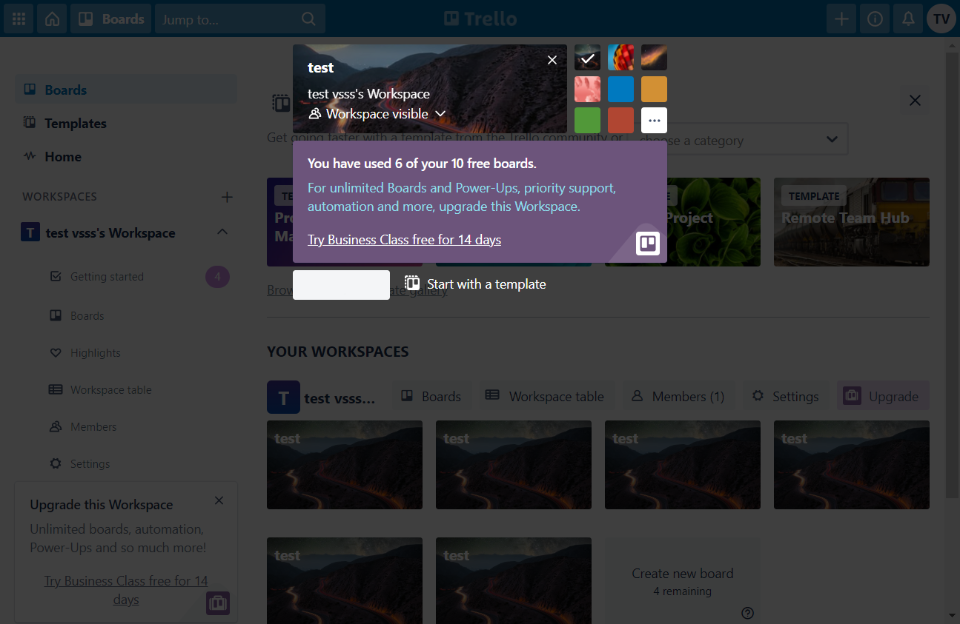 Boards
Jump to...
Trello
TV
Boards
Templates
Home
WORKSPACES
T
test vsss's Workspace
Getting started
4
Boards
Highlights
Workspace table
Members
Settings
Upgrade this Workspace
Unlimited boards, automation,
Power-Ups and so much more!
Try Business Class free for 14
days
test
test vsss's Workspace
Workspace visible
Get going faster with a template from the Trello community or
choose a category
You have used 6 of your 10 free boards.
For unlimited Boards and Power-Ups, priority support,
automation and more, upgrade this Workspace.
Try Business Class free for 14 days
Project
TEMPLATE
Remote Team Hub
Start with a template
gallery
YOUR WORKSPACES
T
test vsss...
Boards
Workspace table
Members (1)
Settings
Upgrade
test
test
test
test
test
test
Create new board
4 remaining